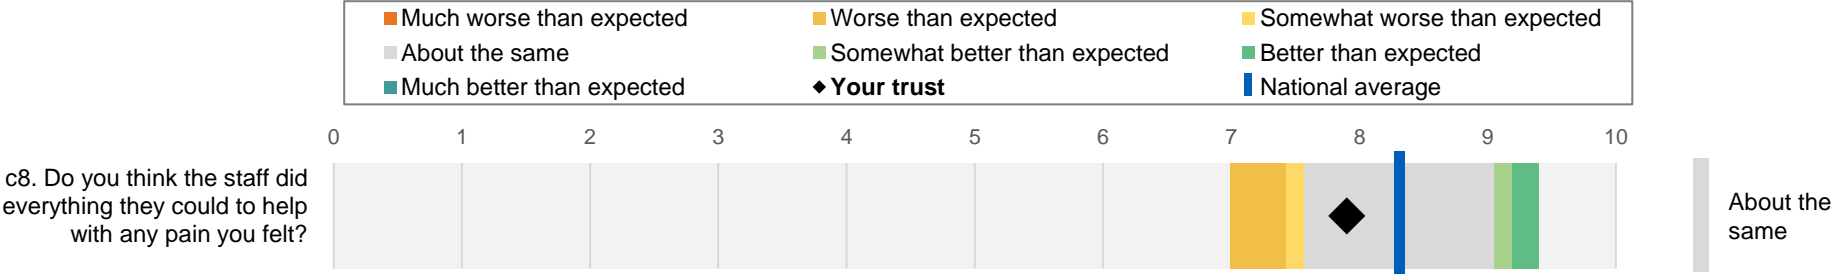 Much worse than expected
Worse than expected
Somewhat worse than expected
About the same
Somewhat better than expected
Better than expected
Much better than expected
Your trust
National average
0 1 2 3 4 5 6 7 8 9 10
c8. Do you think the staff did
everything they could to help
with any pain you felt?
About the
same